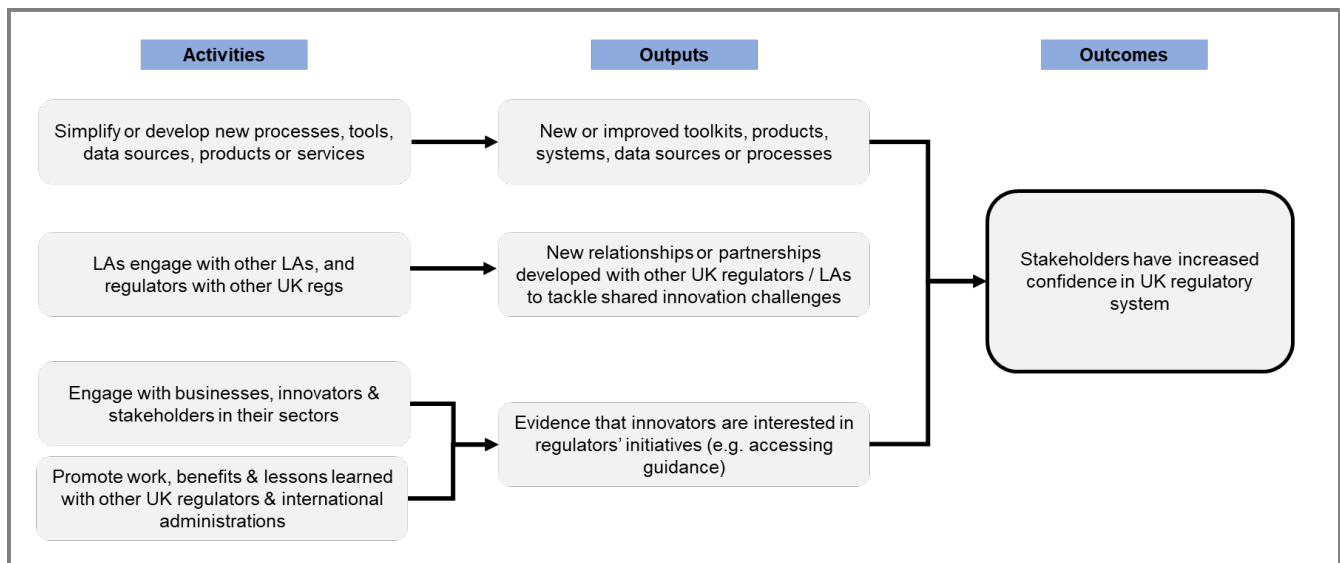 Activities
Outputs
Outcomes
Simplify or develop new processes, tools,
data sources, products or services
New or improved toolkits, products,
systems, data sources or processes
LAs engage with other LAs, and
regulators with other UK regs
New relationships or partnerships
developed with other UK regulators / LAs
to tackle shared innovation challenges
Stakeholders have increased
confidence in UK regulatory
system
Engage with businesses, innovators &
stakeholders in their sectors
Promote work, benefits & lessons learned
with other UK regulators & international
administrations
Evidence that innovators are interested in
regulators’ initiatives (e.g. accessing
guidance)